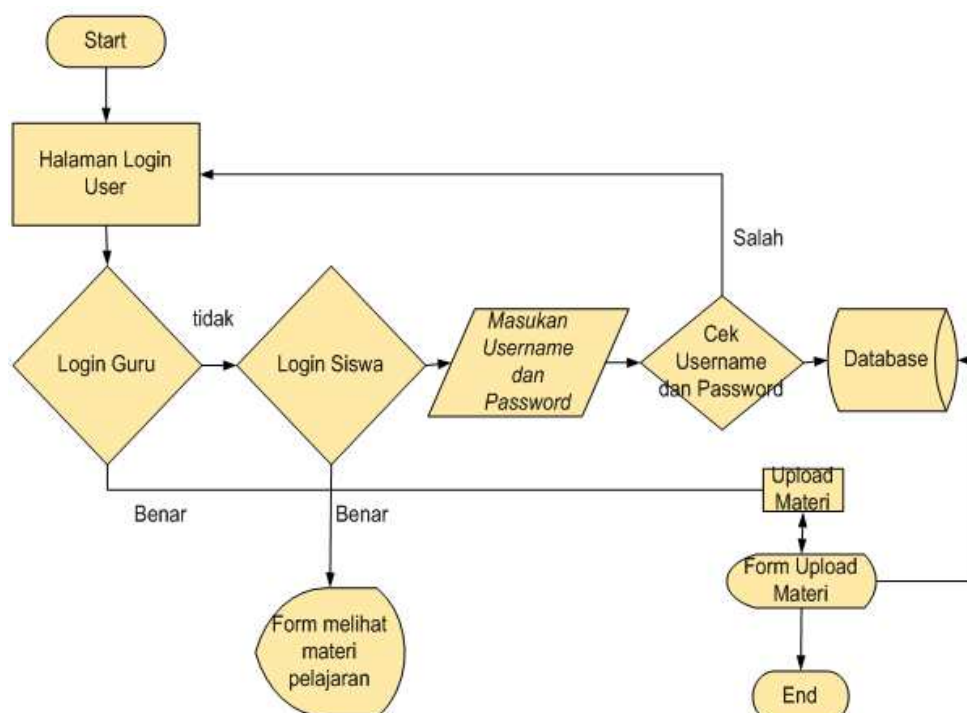 Start
Halaman Login
User
Salah
tidak
Login Guru
Login Siswa
Masukan
Username
dan
Password
Cek
Username
dan Password
Database
Benar
Benar
Upload
Materi
Form Upload
Materi
Form melihat
materi
pelajaran
End